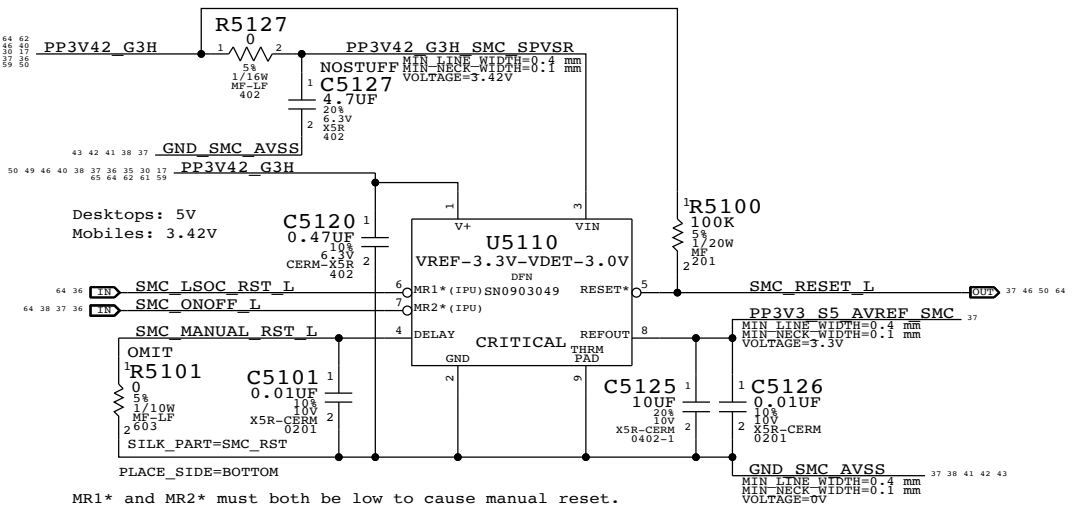 R5127
0
64 62
46 40
30 17
37 36
59 50
PP3V42_G3H
1
2
PP3V42_G3H_SMC_SPVSR
5%
1/16W
MF-LF
402
NOSTUFF
MIN_LINE_WIDTH=0.4 mm
MIN_NECK_WIDTH=0.1 mm
VOLTAGE=3.42V
1
C5127
4.7UF
20%
6.3V
X5R
402
2
43 42 41 38 37
GND_SMC_AVSS
50 49 46 40 38 37 36 35 30 17
65 64 62 61 59
PP3V42_G3H
Desktops: 5V
Mobiles: 3.42V
C5120
1
0.47UF
10%
6.3V
CERM-X5R
402
2
1
3
V+
VIN
U5110
VREF-3.3V-VDET-3.0V
DFN
1
R5100
100K
5%
1/20W
MF
201
2
64 36
IN
SMC_LSOC_RST_L
6
MR1*(IPU)
SN0903049
RESET*
5
SMC_RESET_L
OUT
37 46 50 64
64 38 37 36
IN
SMC_ONOFF_L
7
MR2*(IPU)
SMC_MANUAL_RST_L
4
DELAY
REFOUT
8
PP3V3_S5_AVREF_SMC
37
MIN_LINE_WIDTH=0.4 mm
MIN_NECK_WIDTH=0.1 mm
VOLTAGE=3.3V
CRITICAL
THRM
PAD
GND
2
9
OMIT
1
R5101
0
5%
1/10W
MF-LF
603
2
SILK_PART=SMC_RST
C5101
1
0.01UF
10%
10V
X5R-CERM
0201
2
C5125
1
10UF
20%
10V
X5R-CERM
0402-1
2
1
C5126
0.01UF
10%
10V
X5R-CERM
0201
2
PLACE_SIDE=BOTTOM
GND_SMC_AVSS
37 38 41 42 43
MIN_LINE_WIDTH=0.4 mm
MIN_NECK_WIDTH=0.1 mm
VOLTAGE=0V
MR1* and MR2* must both be low to cause manual reset.